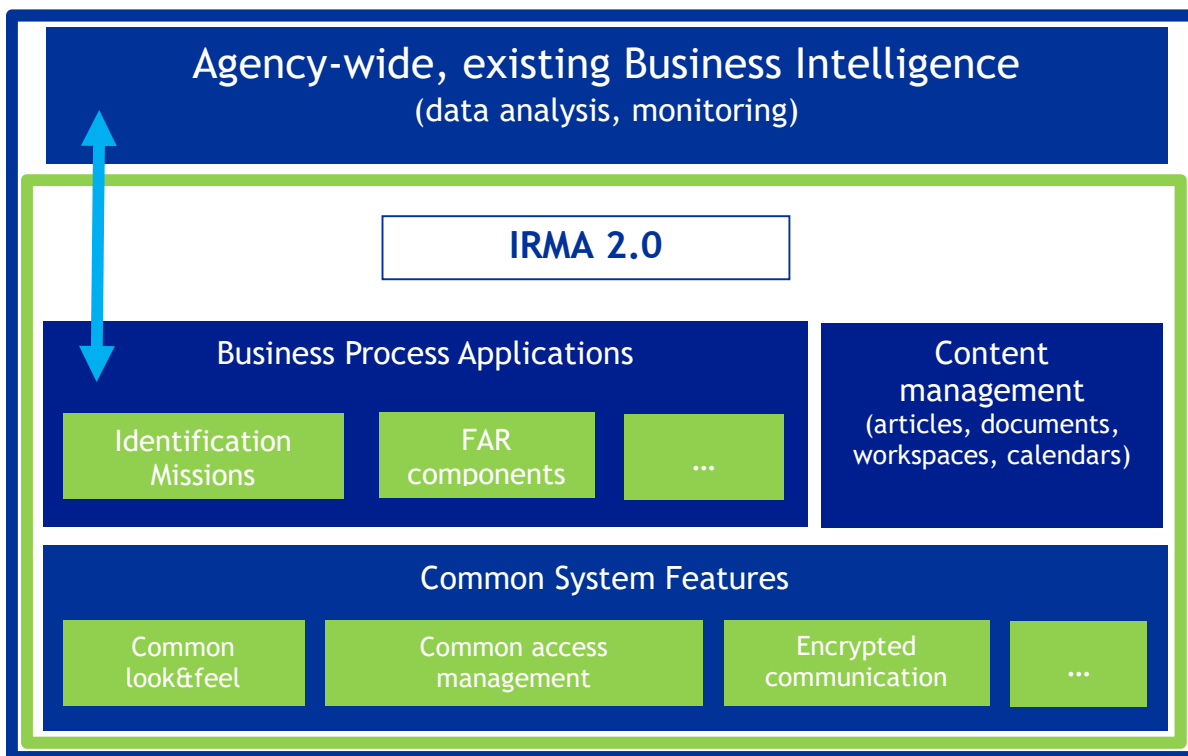 Agency-wide, existing Business Intelligence
(data analysis, monitoring)
IRMA 2.0
Business Process Applications
Identification
Missions
FAR
components
...
Content
management
(articles, documents,
workspaces, calendars)
Common System Features
Common
look&feel
Common access
management
Encrypted
communication
...